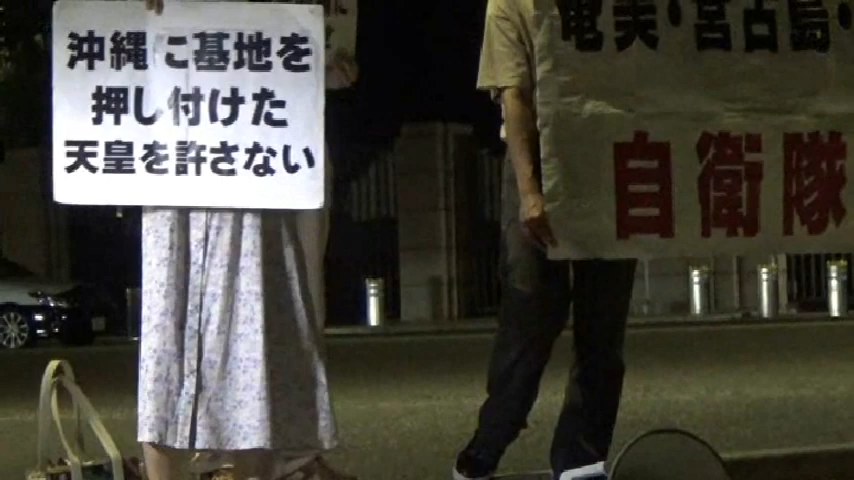 沖縄に基地を
押し付けた
天皇を許さない
奄美・宮古島・
自衛隊